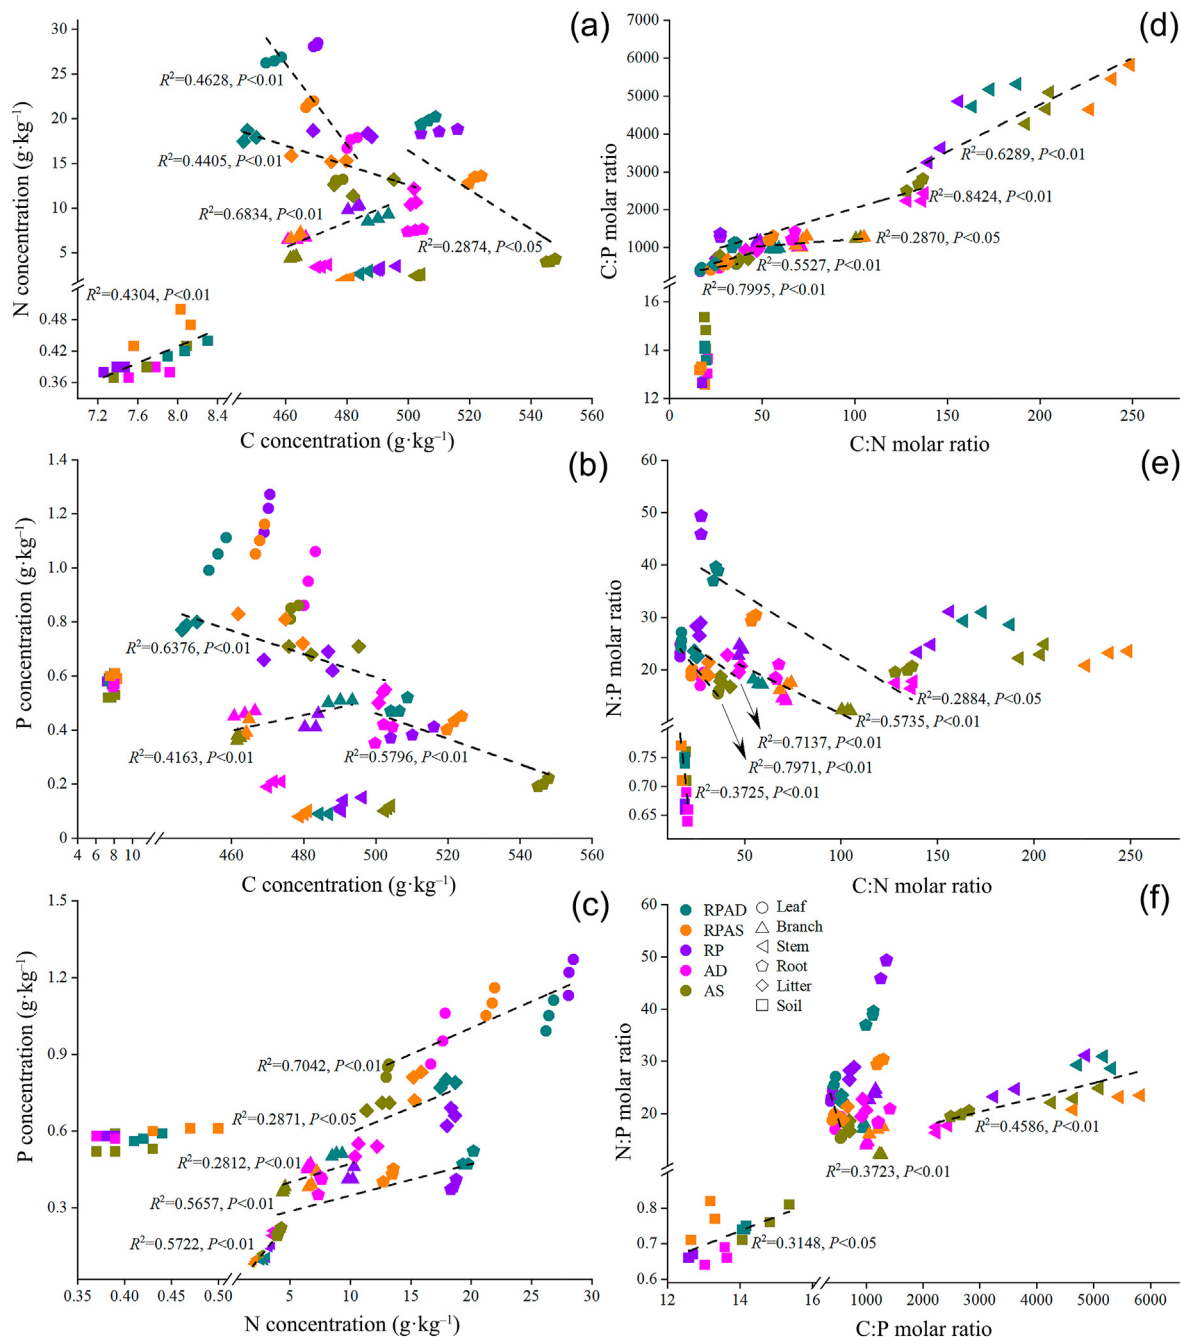 (a)
N concentration (g·kg⁻¹)
30
25
20
15
10
5
0.48
0.42
0.36
R²=0.4628, P<0.01
R²=0.4405, P<0.01
R²=0.6834, P<0.01
R²=0.2874, P<0.05
R²=0.4304, P<0.01
7.2 7.6 8.0 8.4 460 480 500 520 540 560
C concentration (g·kg⁻¹)
(d)
C:P molar ratio
7000
6000
5000
4000
3000
2000
1000
16
14
12
R²=0.6289, P<0.01
R²=0.8424, P<0.01
R²=0.2870, P<0.05
R²=0.5527, P<0.01
R²=0.7995, P<0.01
0 50 100 150 200 250
C:N molar ratio
(b)
P concentration (g·kg⁻¹)
1.4
1.2
1.0
0.8
0.6
0.4
0.2
0
R²=0.6376, P<0.01
R²=0.4163, P<0.01
R²=0.5796, P<0.01
4 6 8 10 460 480 500 520 540 560
C concentration (g·kg⁻¹)
(e)
N:P molar ratio
60
50
40
30
20
10
0.75
0.70
0.65
R²=0.2884, P<0.05
R²=0.5735, P<0.01
R²=0.7137, P<0.01
R²=0.7971, P<0.01
R²=0.3725, P<0.01
50 100 150 200 250
C:N molar ratio
(c)
P concentration (g·kg⁻¹)
1.5
1.2
0.9
0.6
0.3
R²=0.7042, P<0.01
R²=0.2871, P<0.05
R²=0.2812, P<0.01
R²=0.5657, P<0.01
R²=0.5722, P<0.01
0.35 0.40 0.45 0.50 5 10 15 20 25 30
N concentration (g·kg⁻¹)
(f)
N:P molar ratio
60
50
40
30
20
0.8
0.7
0.6
RPAD
RPAS
RP
AD
AS
Leaf
Branch
Stem
Root
Litter
Soil
R²=0.4586, P<0.01
R²=0.3723, P<0.01
R²=0.3148, P<0.05
12 14 16 1000 2000 3000 4000 5000 6000
C:P molar ratio